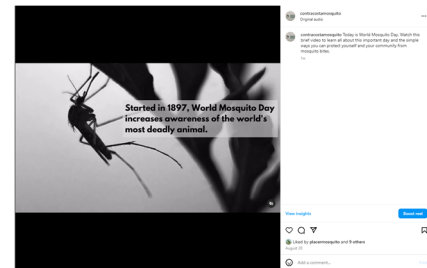 contracostamosquito
Original audio
contracostamosquito Today is World Mosquito Day. Watch this
brief video to learn all about this important day and the simple
ways you can protect yourself and your community from
mosquito bites.
Started in 1897, World Mosquito Day
increases awareness of the world's
most deadly animal.
View insights
Boost reel
Liked by placermosquito and 9 others
August 20
Add a comment...